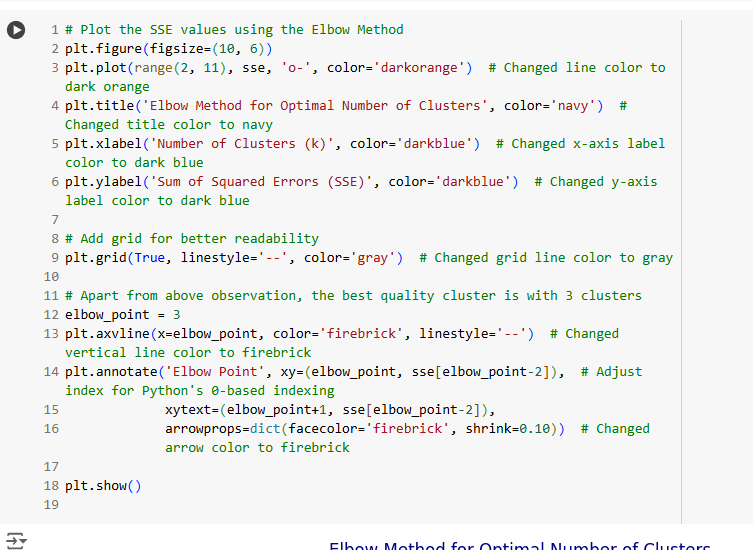 1 # Plot the SSE values using the Elbow Method
2 plt.figure(figsize=(10, 6))
3 plt.plot(range(2, 11), sse, 'o-', color='darkorange')  # Changed line color to
dark orange
4 plt.title('Elbow Method for Optimal Number of Clusters', color='navy')  #
Changed title color to navy
5 plt.xlabel('Number of Clusters (k)', color='darkblue')  # Changed x-axis label
color to dark blue
6 plt.ylabel('Sum of Squared Errors (SSE)', color='darkblue')  # Changed y-axis
label color to dark blue
7
8 # Add grid for better readability
9 plt.grid(True, linestyle='--', color='gray')  # Changed grid line color to gray
10
11 # Apart from above observation, the best quality cluster is with 3 clusters
12 elbow_point = 3
13 plt.axvline(x=elbow_point, color='firebrick', linestyle='--')  # Changed
vertical line color to firebrick
14 plt.annotate('Elbow Point', xy=(elbow_point, sse[elbow_point-2]),  # Adjust
index for Python's 0-based indexing
15              xytext=(elbow_point+1, sse[elbow_point-2]),
16              arrowprops=dict(facecolor='firebrick', shrink=0.10))  # Changed
arrow color to firebrick
17
18 plt.show()
19
Elbow Method for Optimal Number of Clusters